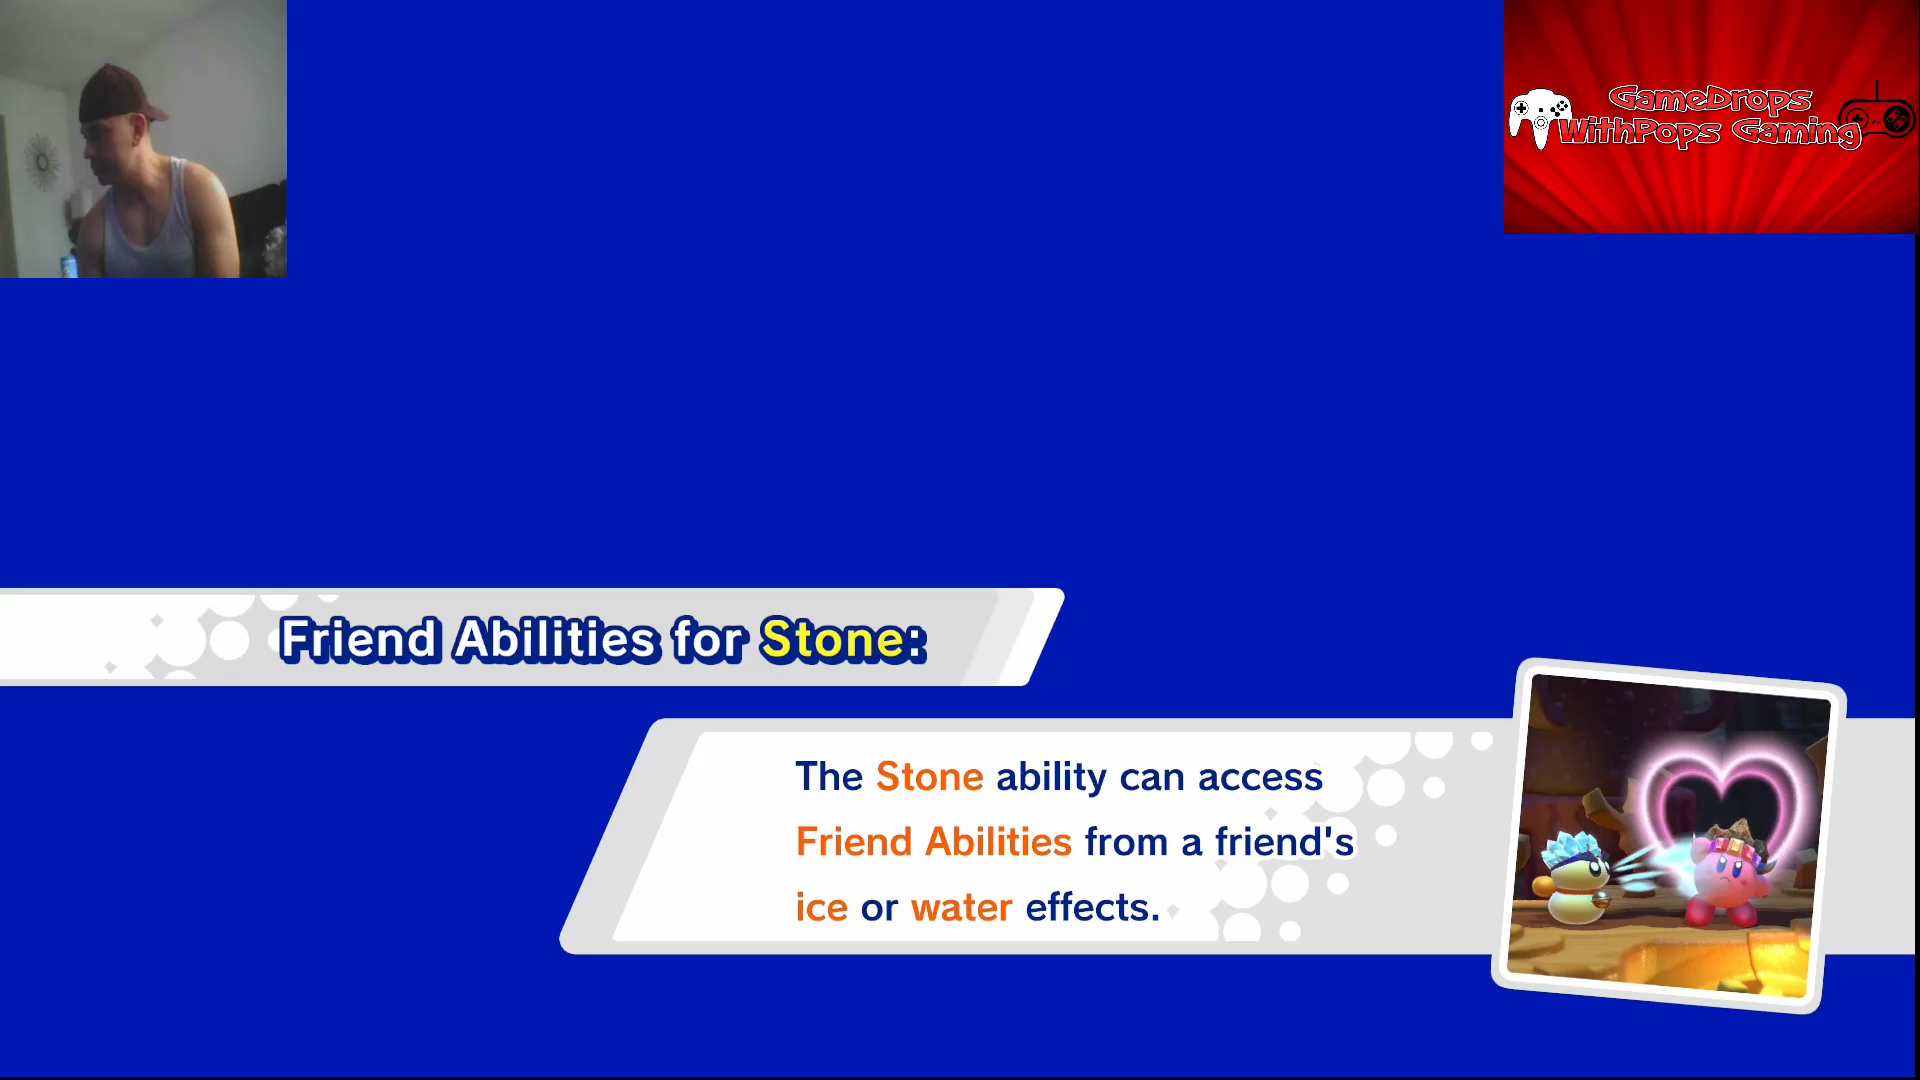 GameDrops
WithPops Gaming
Friend Abilities for Stone:
The Stone ability can access
Friend Abilities from a friend's
ice or water effects.